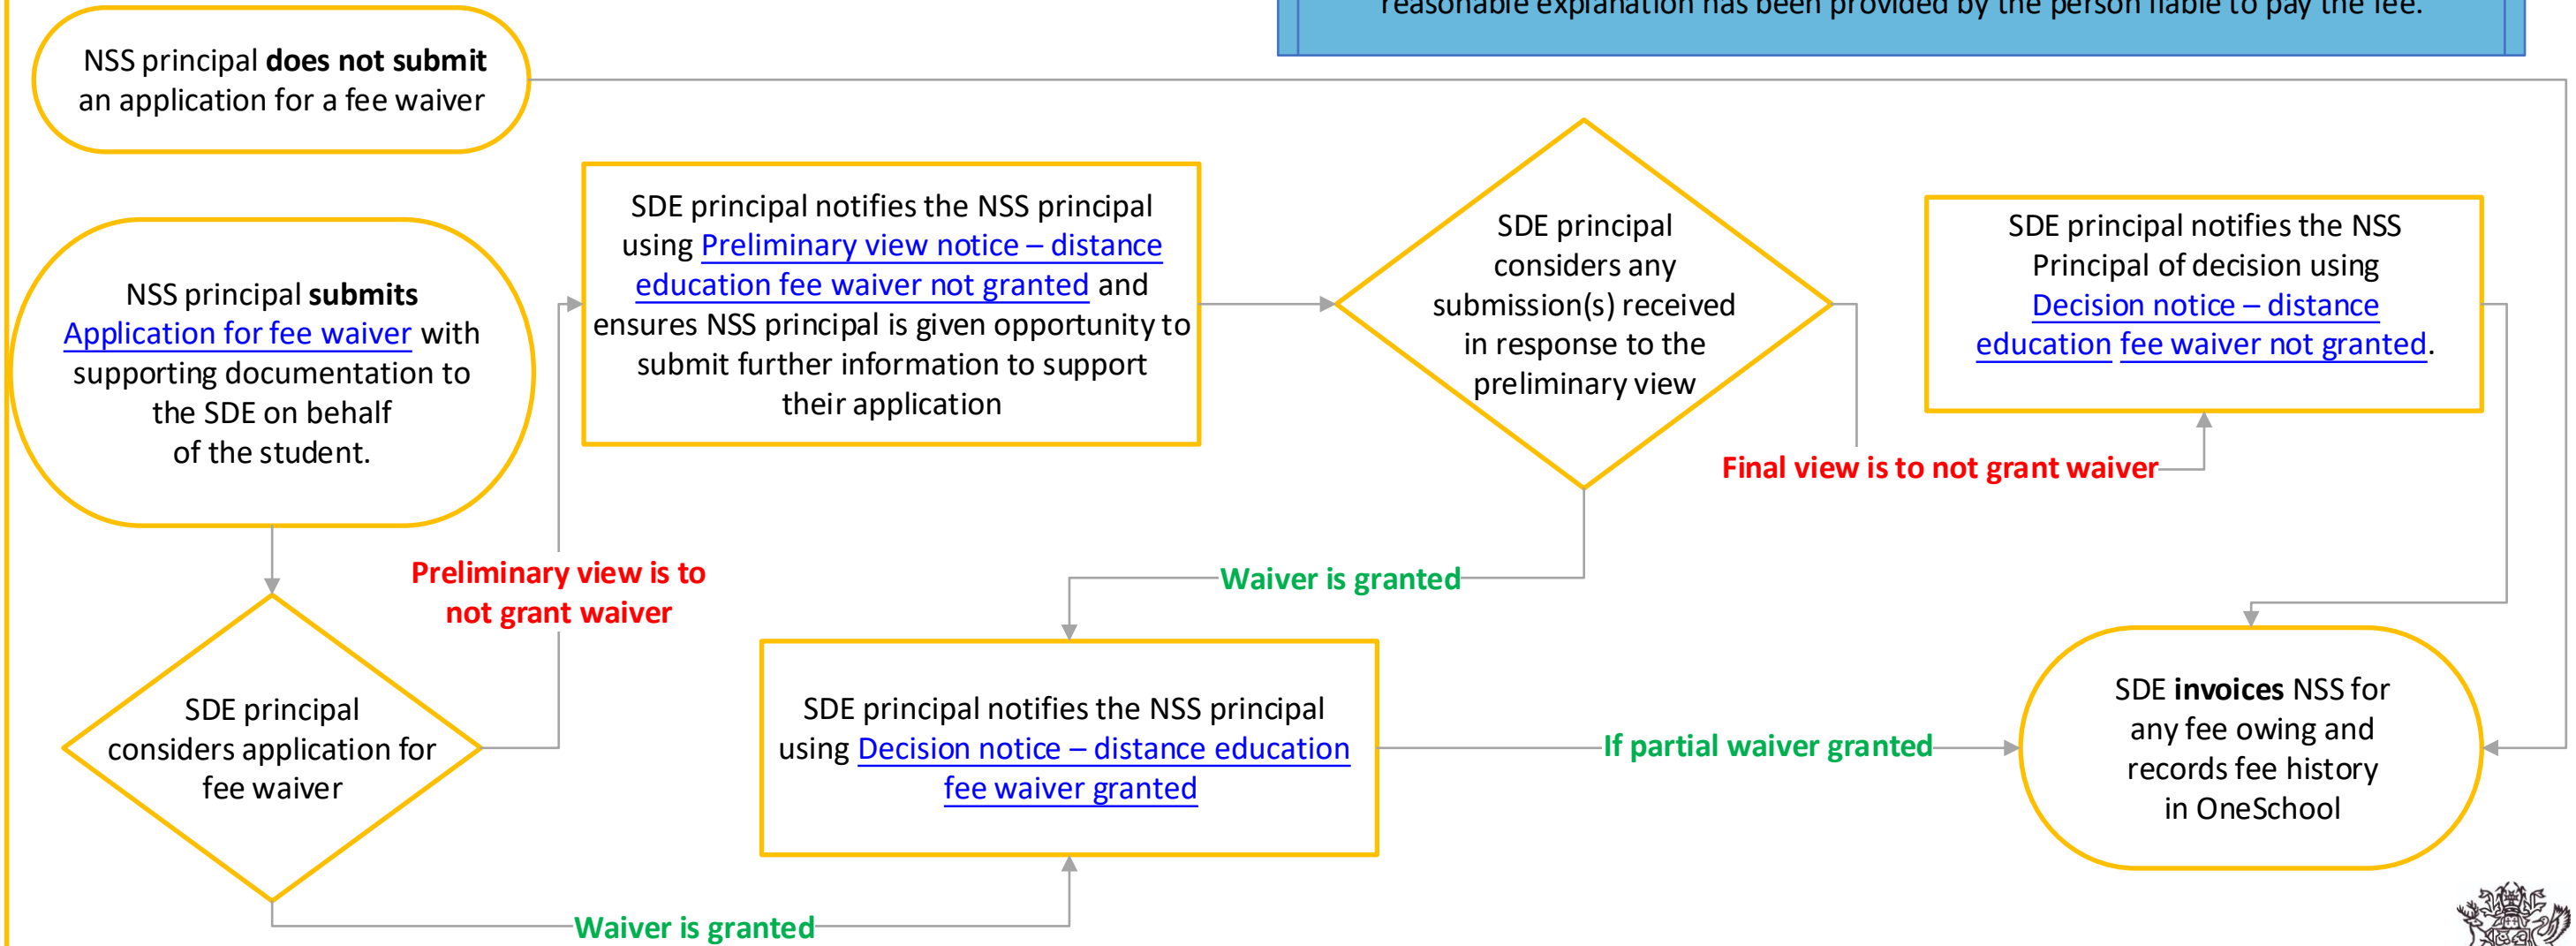 reasonable explanation has been provided by the person liable to pay the fee.
NSS principal does not submit
an application for a fee waiver
NSS principal submits
Application for fee waiver with
supporting documentation to
the SDE on behalf
of the student.
SDE principal notifies the NSS principal
using Preliminary view notice – distance
education fee waiver not granted and
ensures NSS principal is given opportunity to
submit further information to support
their application
SDE principal
considers any
submission(s) received
in response to the
preliminary view
SDE principal notifies the NSS
Principal of decision using
Decision notice – distance
education fee waiver not granted.
Final view is to not grant waiver
Preliminary view is to
not grant waiver
Waiver is granted
SDE principal
considers application for
fee waiver
SDE principal notifies the NSS principal
using Decision notice – distance education
fee waiver granted
If partial waiver granted
SDE invoices NSS for
any fee owing and
records fee history
in OneSchool
Waiver is granted